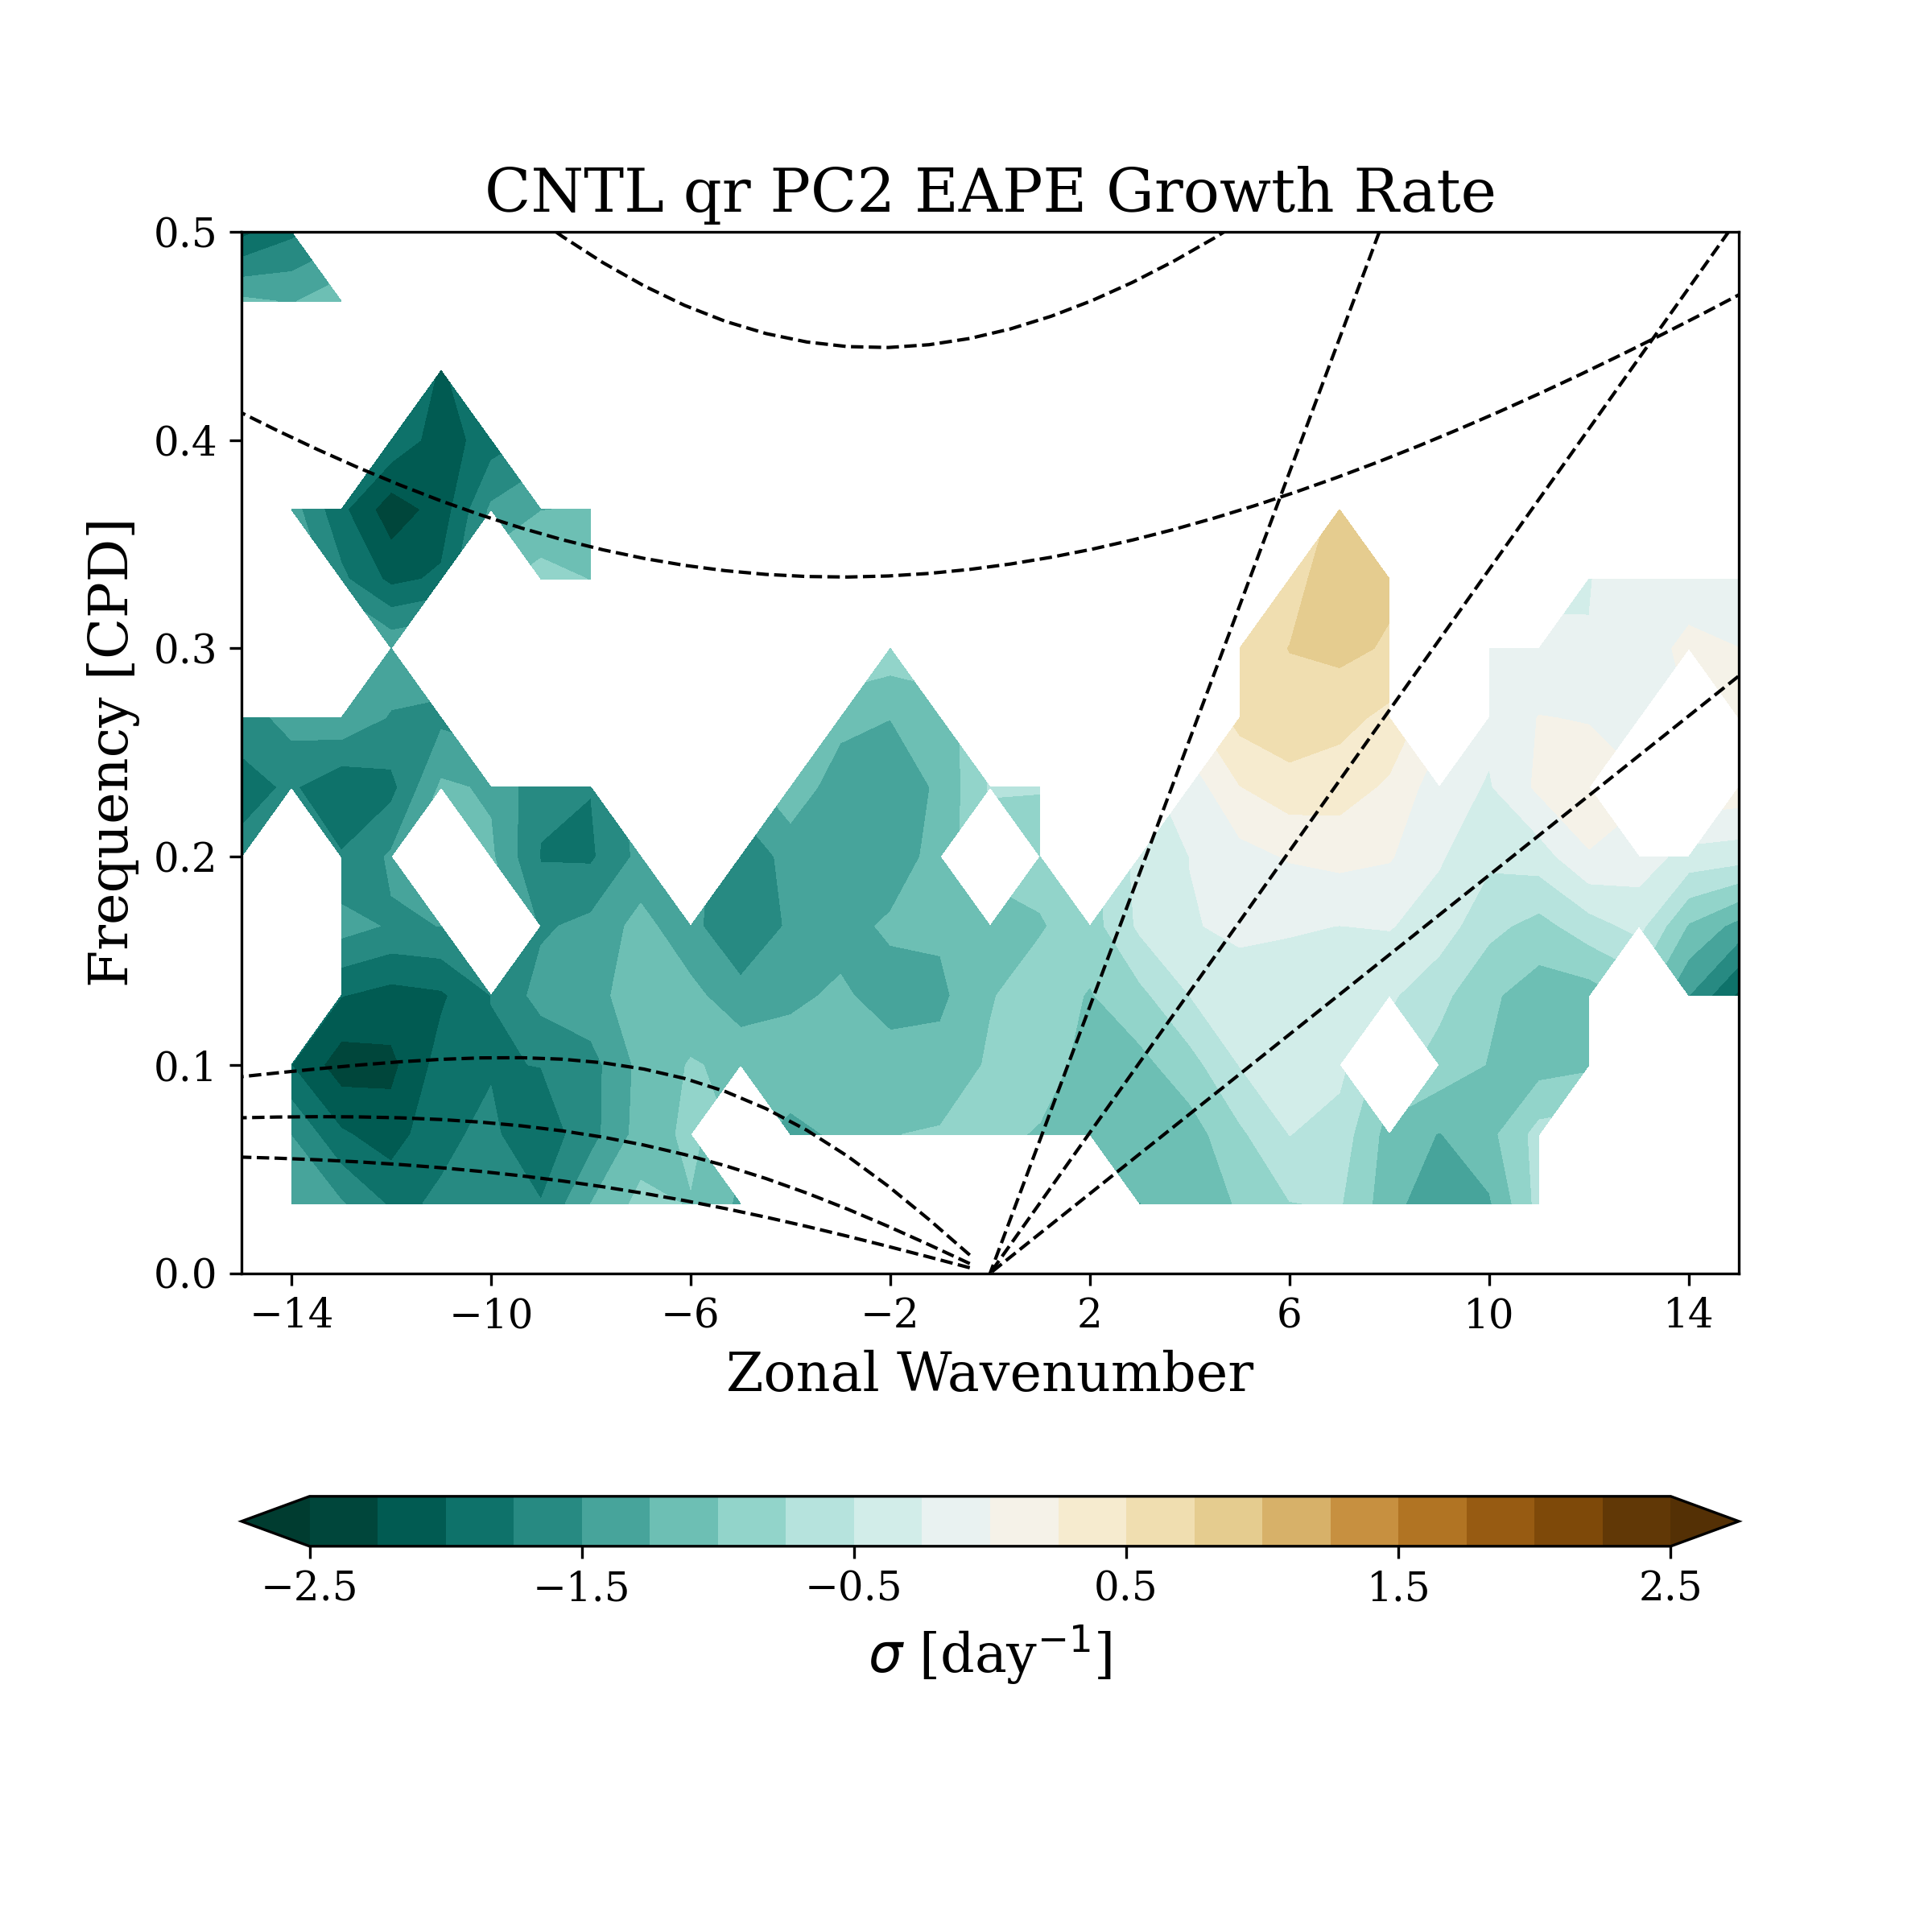 CNTL qr PC2 EAPE Growth Rate
0.5
0.4
0.3
0.2
0.1
0.0
Frequency [CPD]
−14 −10 −6 −2 2 6 10 14
Zonal Wavenumber
−2.5 −1.5 −0.5 0.5 1.5 2.5
σ [day⁻¹]